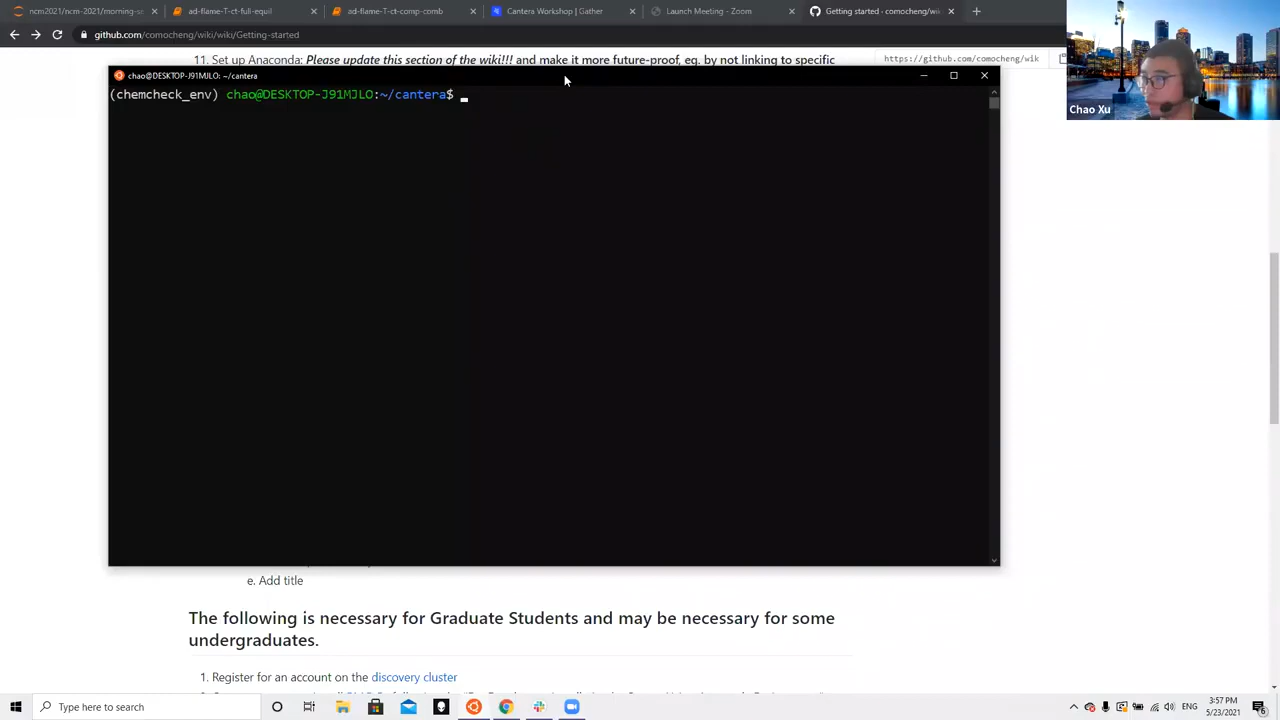 ncm2021/ncm-2021/morning-se
ad-flame-T-ct-full-equil
ad-flame-T-ct-comp-comb
Cantera Workshop | Gather
Launch Meeting - Zoom
Getting started · comocheng/wiki
github.com/comocheng/wiki/wiki/Getting-started
11. Set up Anaconda: Please update this section of the wiki!!! and make it more future-proof, eg. by not linking to specific
https://github.com/comocheng/wik
chao@DESKTOP-J91MJLO: ~/cantera
(chemcheck_env) chao@DESKTOP-J91MJLO:~/cantera$
Chao Xu
e. Add title
The following is necessary for Graduate Students and may be necessary for some
undergraduates.
1. Register for an account on the discovery cluster
Type here to search
ENG
3:57 PM
5/23/2021
6